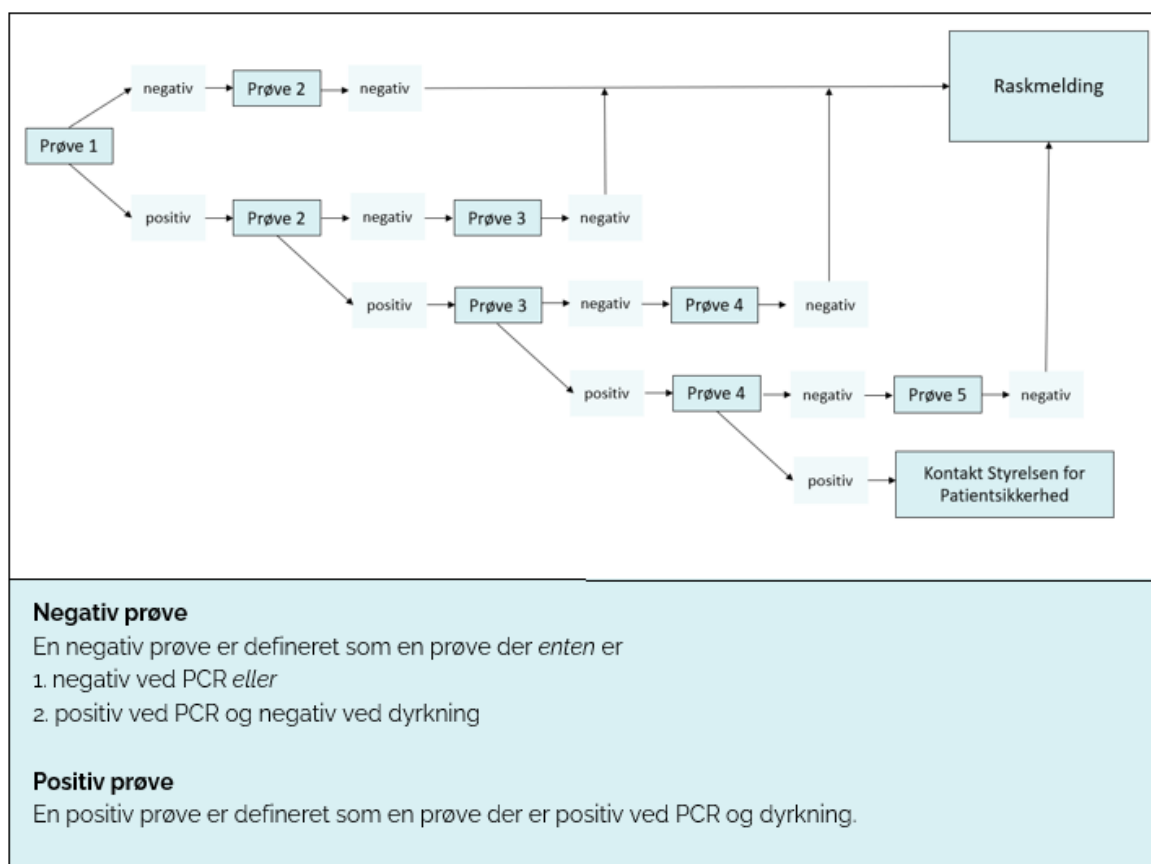 Raskmelding
negativ
Prøve 2
negativ
Prøve 1
positiv
Prøve 2
negativ
Prøve 3
negativ
positiv
Prøve 3
negativ
Prøve 4
negativ
positiv
Prøve 4
negativ
Prøve 5
negativ
positiv
Kontakt Styrelsen for
Patientsikkerhed
Negativ prøve
En negativ prøve er defineret som en prøve der enten er
1. negativ ved PCR eller
2. positiv ved PCR og negativ ved dyrkning
Positiv prøve
En positiv prøve er defineret som en prøve der er positiv ved PCR og dyrkning.